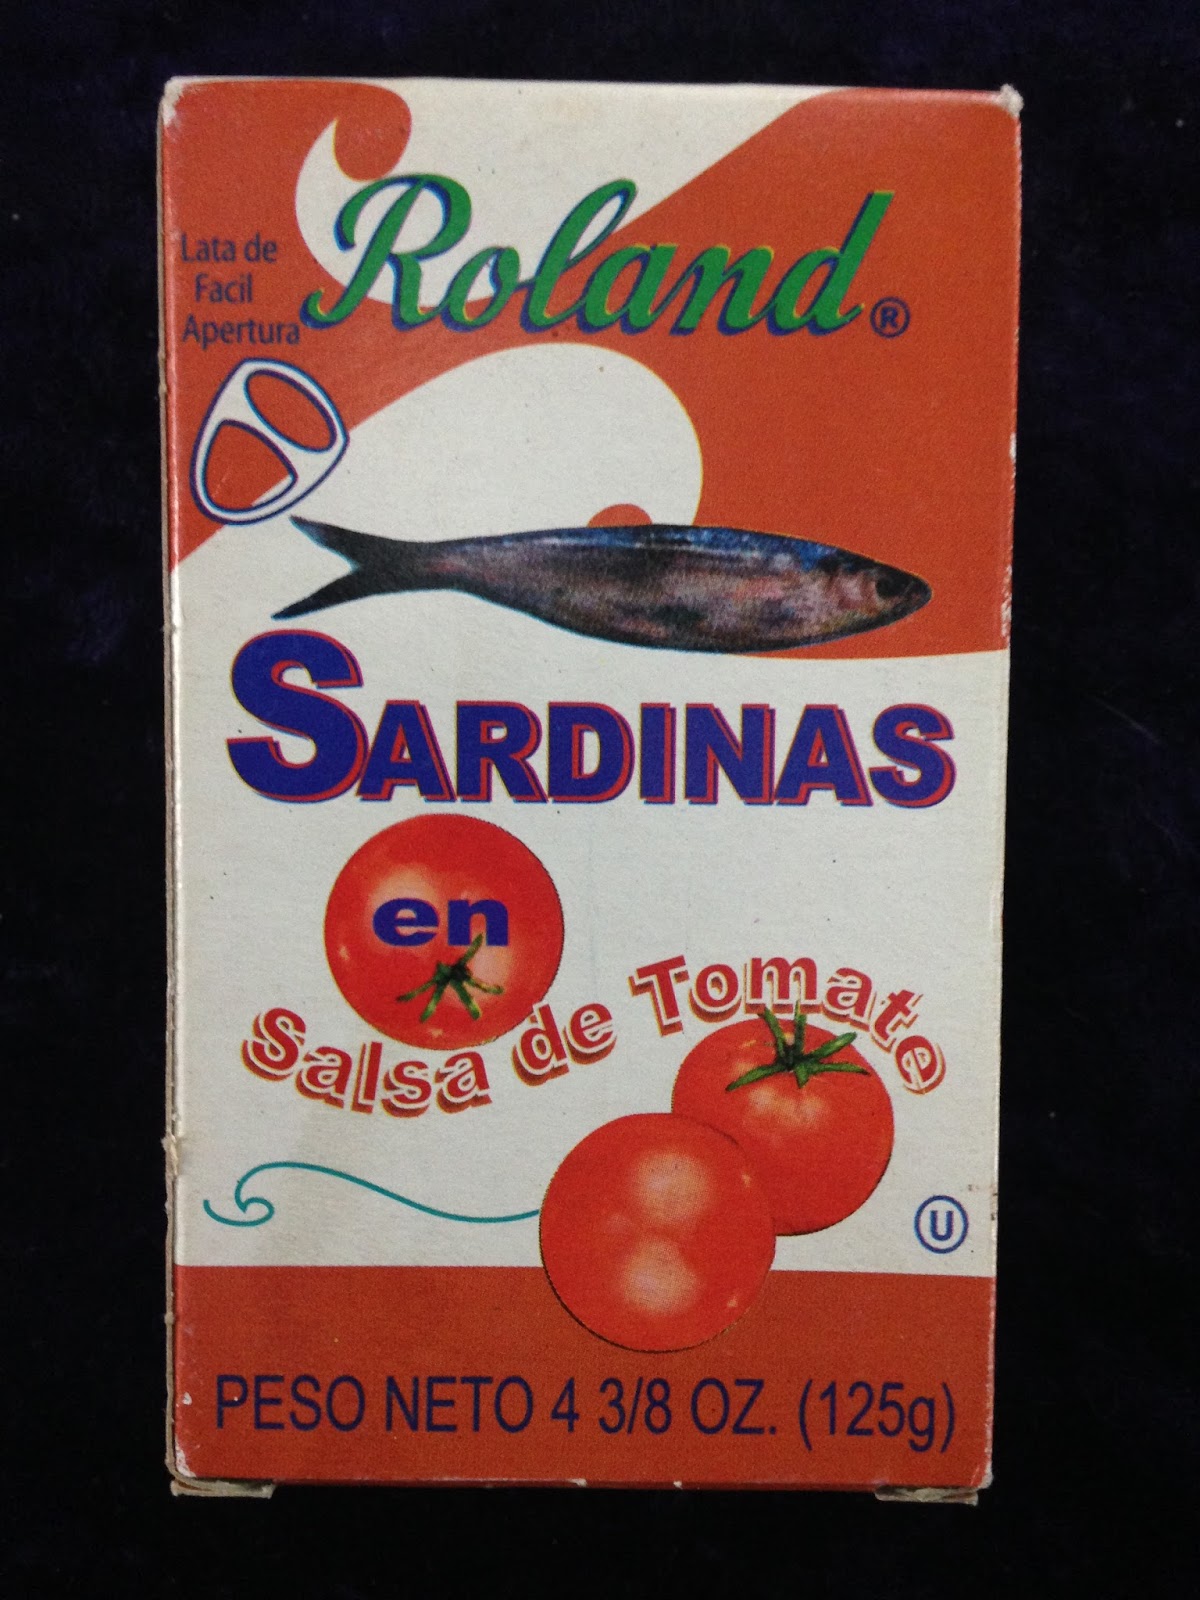 Roland®
Lata de
Facil
Apertura
SARDINAS
en
Salsa de Tomate
U
PESO NETO 4 3/8 OZ. (125g)